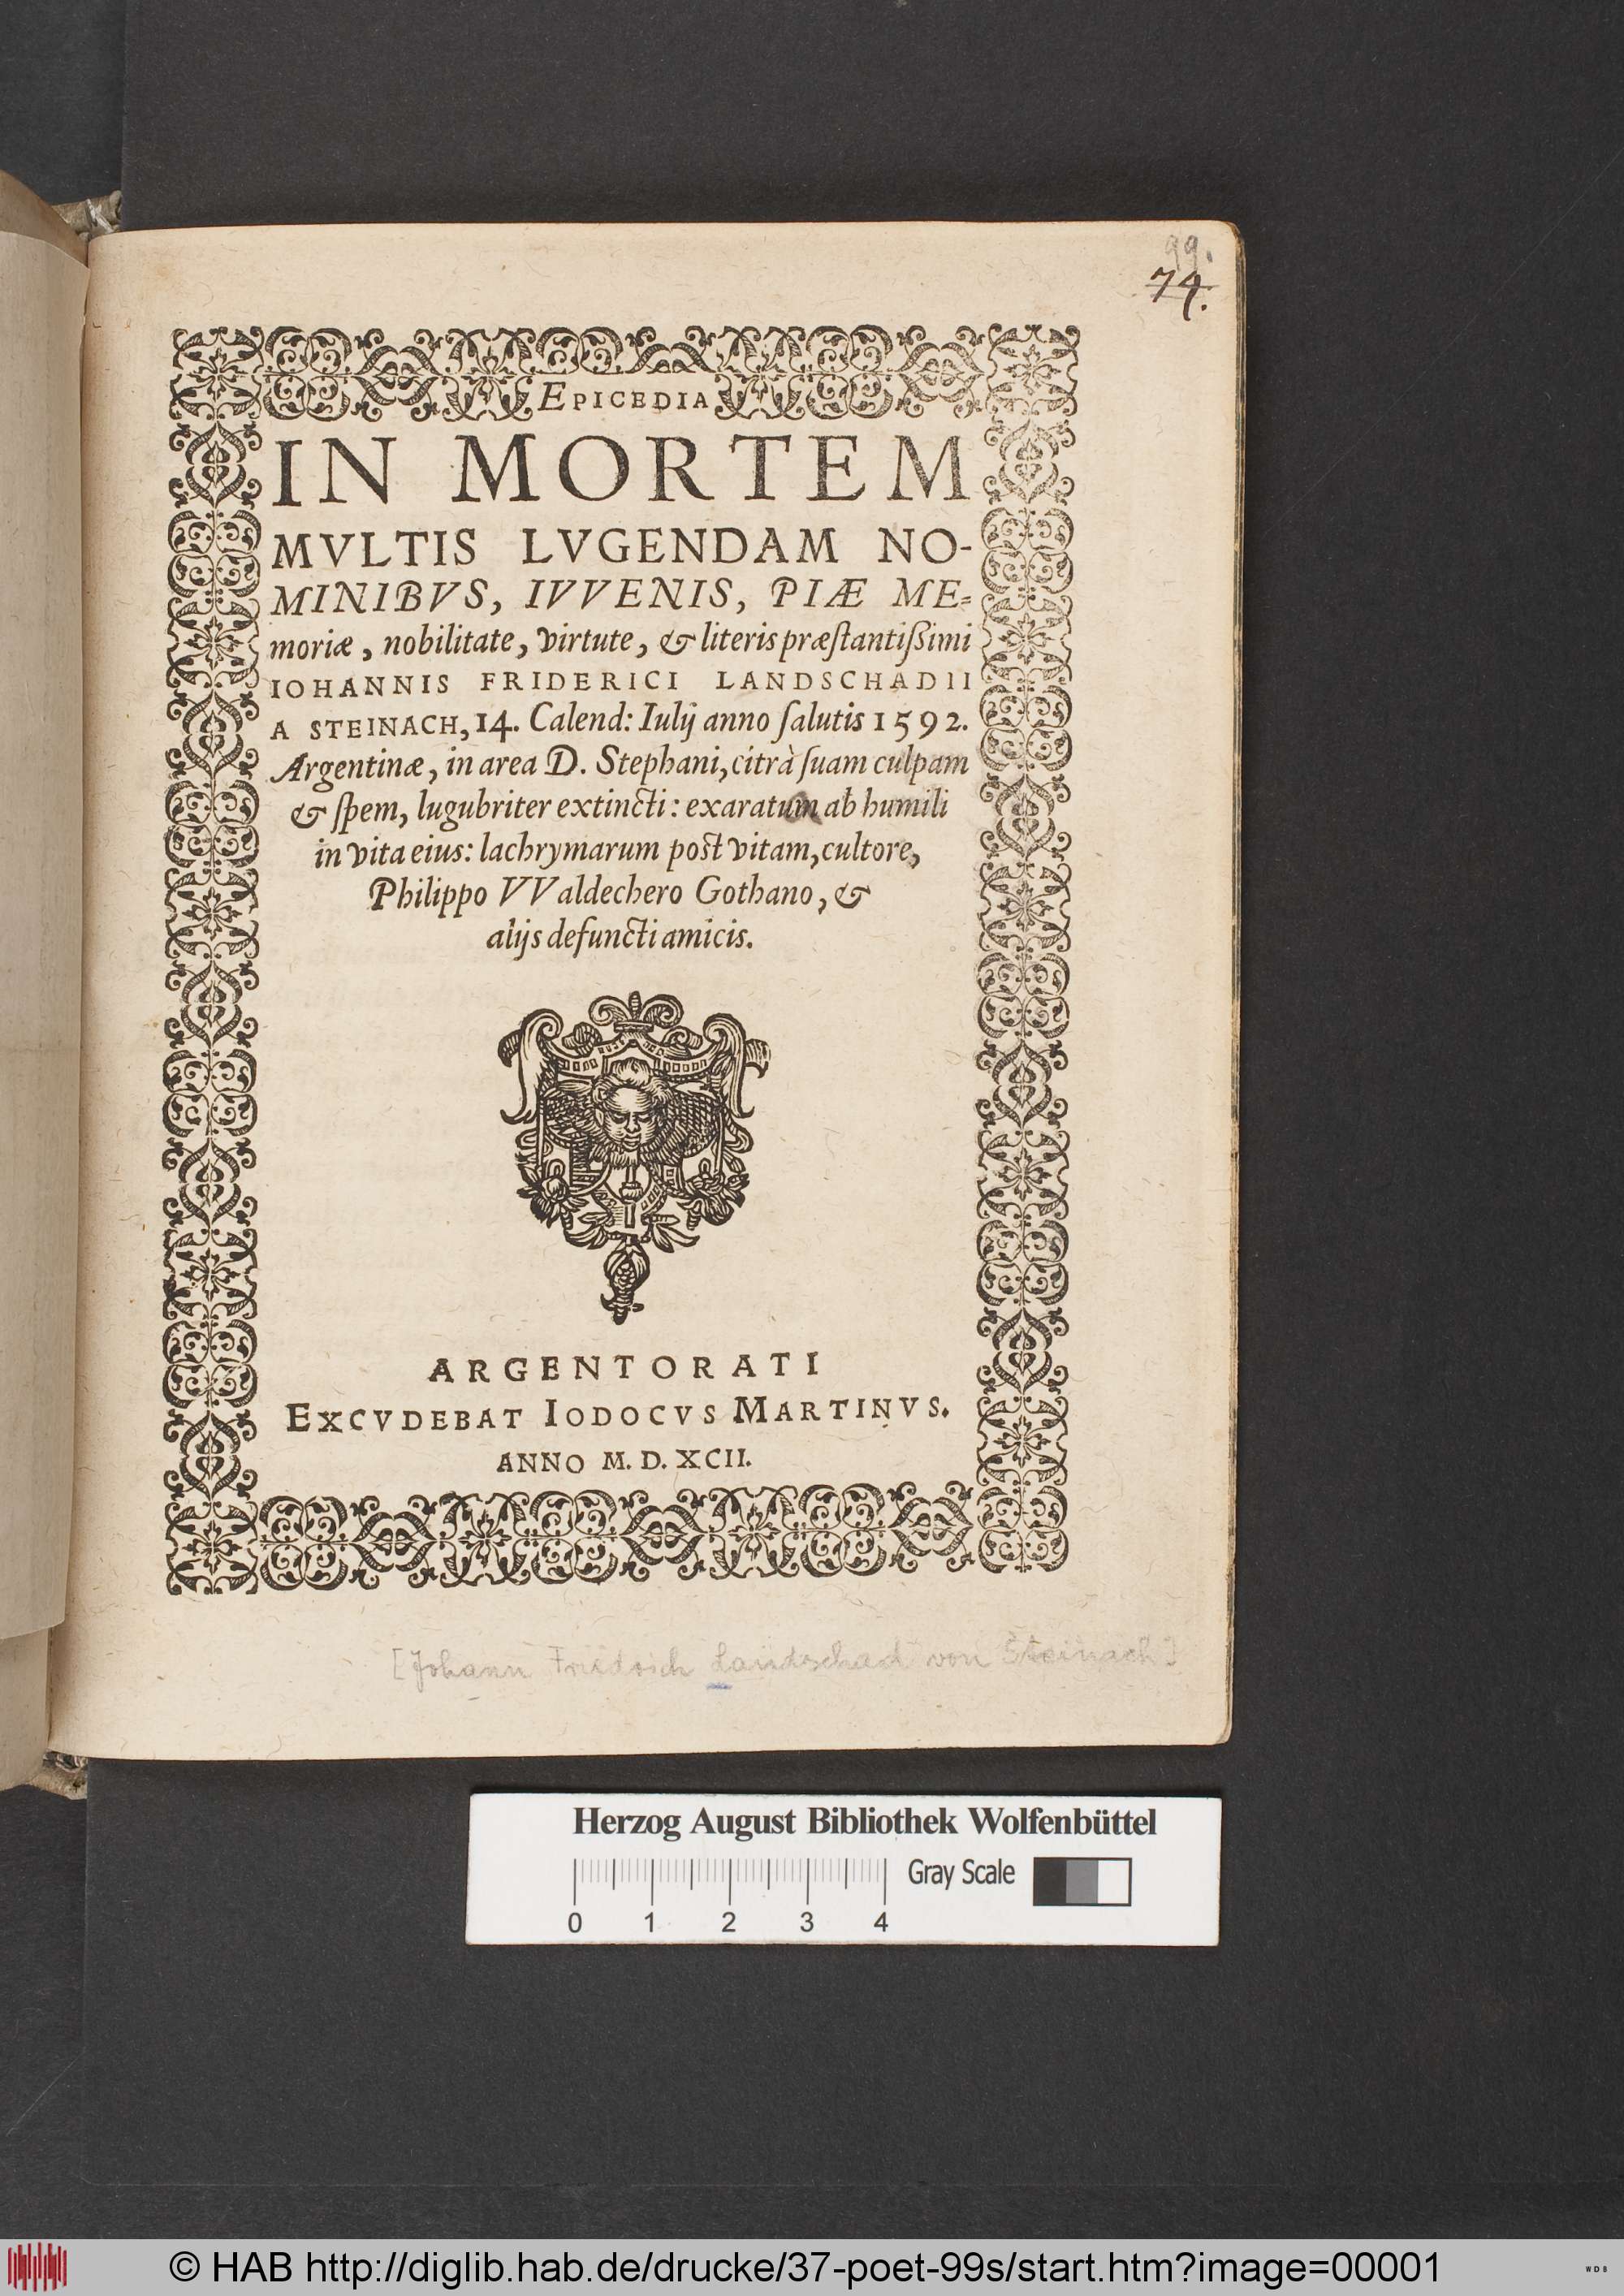 99.
74.
EPICEDIA
IN MORTEM
MVLTIS LVGENDAM NO-
MINIBVS, IVVENIS, PIÆ ME-
moriæ, nobilitate, virtute, & literis præſtantißimi
IOHANNIS FRIDERICI LANDSCHADII
A STEINACH, 14. Calend: Iulij anno ſalutis 1592.
Argentinæ, in area D. Stephani, citrà ſuam culpam
& ſpem, lugubriter extincti: exaratum ab humili
in vita eius: lachrymarum post vitam, cultore,
Philippo VValdechero Gothano, &
alijs defuncti amicis.
ARGENTORATI
EXCVDEBAT IODOCVS MARTINVS.
ANNO M. D. XCII.
[Johann Friedrich Landschad von Steinach]
Herzog August Bibliothek Wolfenbüttel
Gray Scale
0 1 2 3 4
© HAB http://diglib.hab.de/drucke/37-poet-99s/start.htm?image=00001
WDB